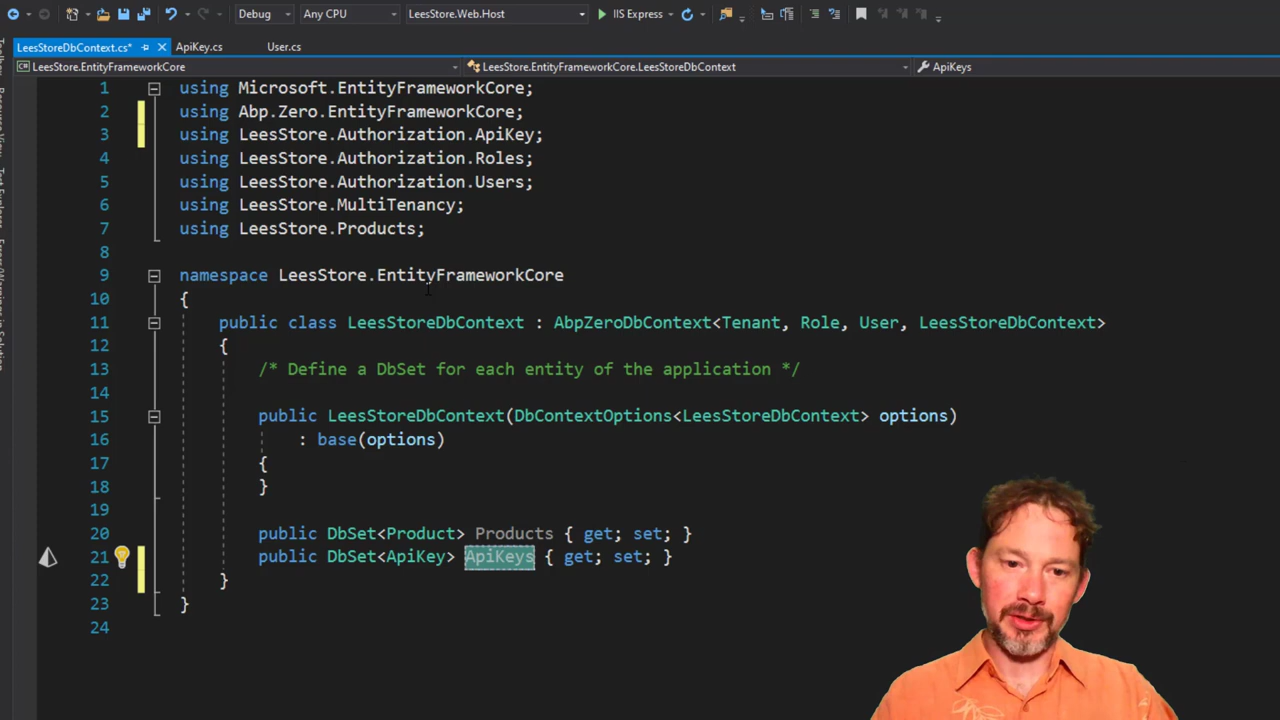 Debug Any CPU LeesStore.Web.Host IIS Express
LeesStoreDbContext.cs* ApiKey.cs User.cs
LeesStore.EntityFrameworkCore LeesStore.EntityFrameworkCore.LeesStoreDbContext ApiKeys
1 using Microsoft.EntityFrameworkCore;
2 using Abp.Zero.EntityFrameworkCore;
3 using LeesStore.Authorization.ApiKey;
4 using LeesStore.Authorization.Roles;
5 using LeesStore.Authorization.Users;
6 using LeesStore.MultiTenancy;
7 using LeesStore.Products;
8
9 namespace LeesStore.EntityFrameworkCore
10 {
11 public class LeesStoreDbContext : AbpZeroDbContext<Tenant, Role, User, LeesStoreDbContext>
12 {
13 /* Define a DbSet for each entity of the application */
14
15 public LeesStoreDbContext(DbContextOptions<LeesStoreDbContext> options)
16 : base(options)
17 {
18 }
19
20 public DbSet<Product> Products { get; set; }
21 public DbSet<ApiKey> ApiKeys { get; set; }
22 }
23 }
24